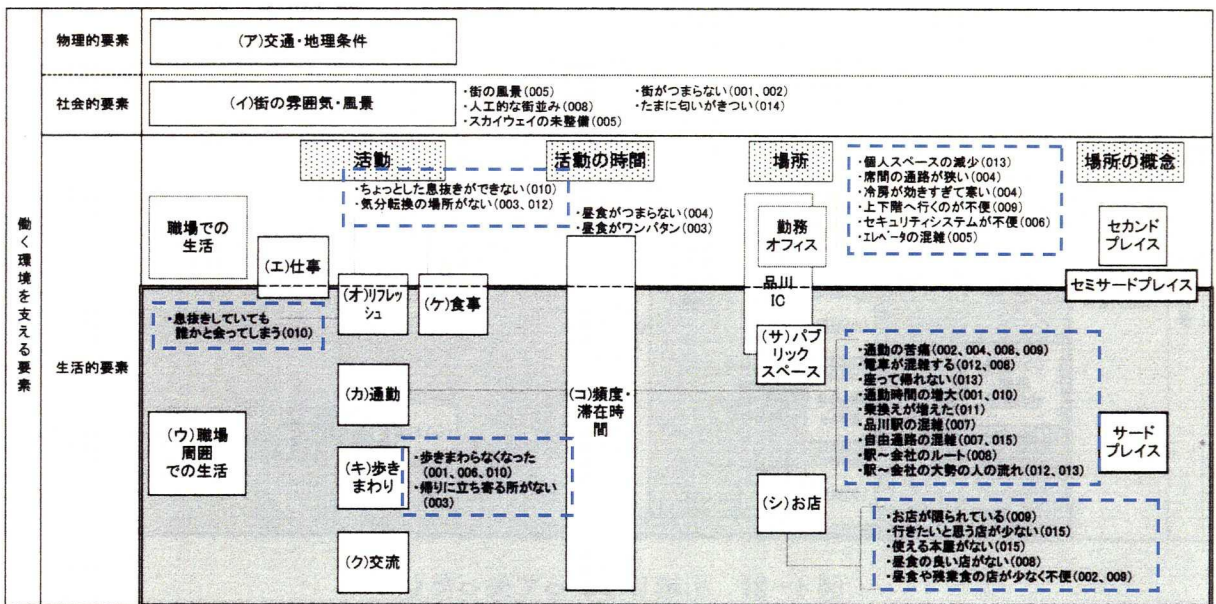 働く環境を支える要素
物理的要素
(ア)交通・地理条件
社会的要素
(イ)街の雰囲気・風景
・街の風景(005)
・人工的な街並み(008)
・スカイウェイの未整備(005)
・街がつまらない(001、002)
・たまに匂いがきつい(014)
生活的要素
活動
活動の時間
場所
場所の概念
・ちょっとした息抜きができない(010)
・気分転換の場所がない(003、012)
・昼食がつまらない(004)
・昼食がワンパタン(003)
・個人スペースの減少(013)
・席間の通路が狭い(004)
・冷房が効きすぎて寒い(004)
・上下階へ行くのが不便(009)
・セキュリティシステムが不便(006)
・エレベータの混雑(005)
職場での
生活
(エ)仕事
勤務
オフィス
セカンド
プレイス
(オ)リフレッ
シュ
(ケ)食事
品川
IC
セミサードプレイス
・息抜きしていても
誰かと会ってしまう(010)
(サ)パブ
リック
スペース
(カ)通勤
(コ)頻度・
滞在時
間
・通勤の苦痛(002、004、008、009)
・電車が混雑する(012、008)
・座って帰れない(013)
・通勤時間の増大(001、010)
・乗換えが増えた(011)
・品川駅の混雑(007)
・自由通路の混雑(007、015)
・駅～会社のルート(008)
・駅～会社の大勢の人の流れ(012、013)
(ウ)職場
周囲
での生活
サード
プレイス
(キ)歩き
まわり
・歩きまわらなくなった
(001、006、010)
・帰りに立ち寄る所がない
(003)
(シ)お店
(ク)交流
・お店が限られている(009)
・行きたいと思う店が少ない(015)
・使える本屋がない(015)
・昼食の良い店がない(008)
・昼食や残業食の店が少なく不便(002、009)